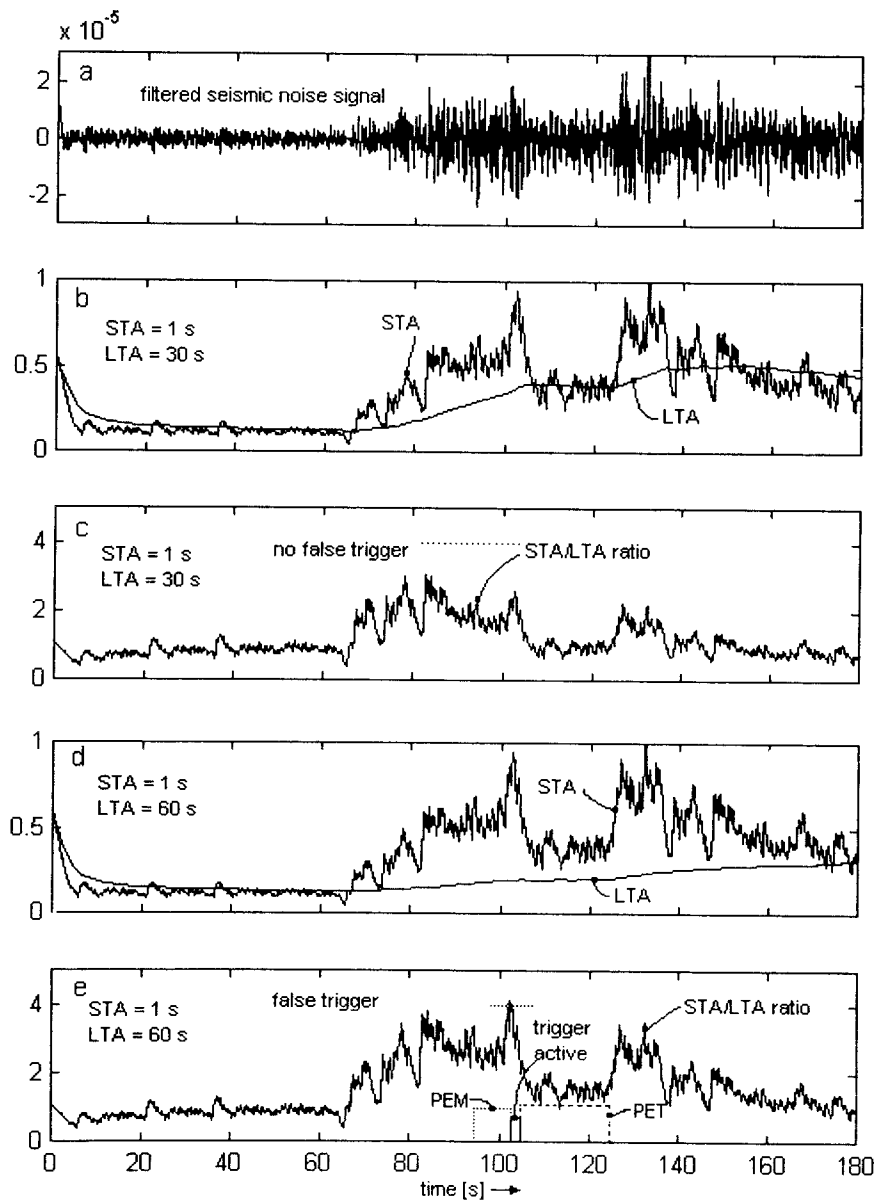 x 10⁻⁵
a
filtered seismic noise signal
2
0
-2
b
STA = 1 s
LTA = 30 s
STA
LTA
1
0.5
0
c
STA = 1 s
LTA = 30 s
no false trigger
STA/LTA ratio
4
2
0
d
STA = 1 s
LTA = 60 s
STA
LTA
1
0.5
0
e
STA = 1 s
LTA = 60 s
false trigger
trigger
active
STA/LTA ratio
PEM
PET
4
2
0
0 20 40 60 80 100 120 140 160 180
time [s]